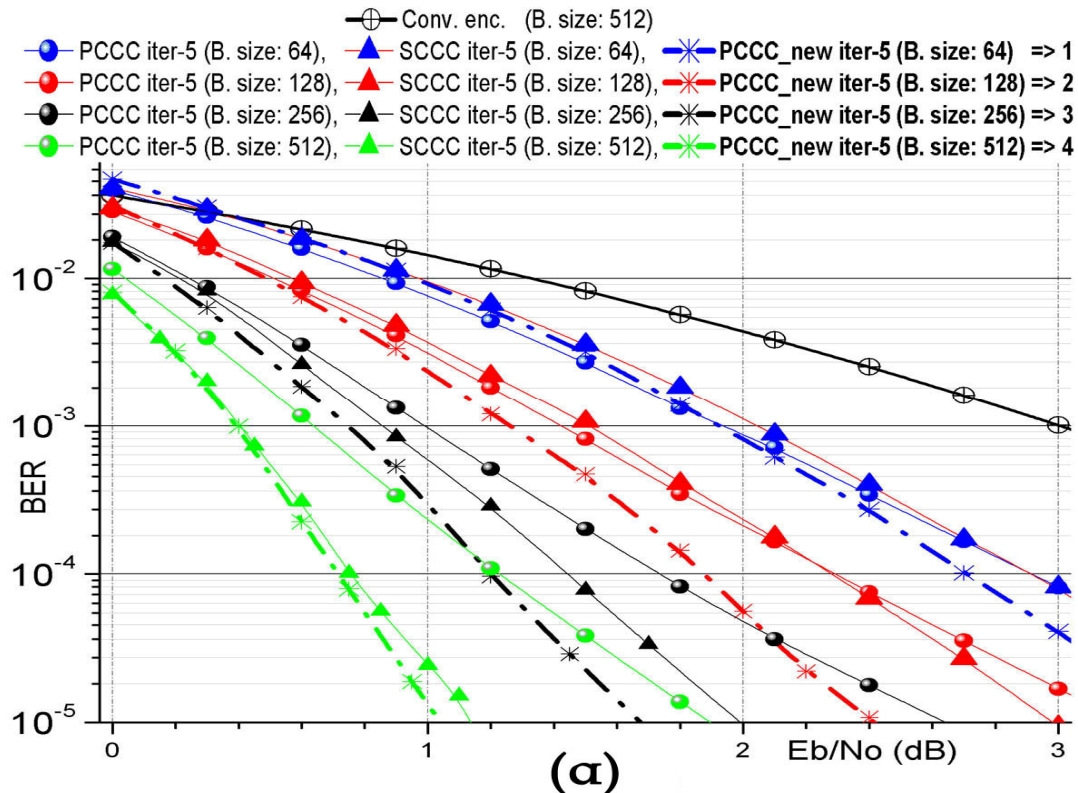 Conv. enc. (B. size: 512)
PCCC iter-5 (B. size: 64), SCCC iter-5 (B. size: 64), PCCC_new iter-5 (B. size: 64) => 1
PCCC iter-5 (B. size: 128), SCCC iter-5 (B. size: 128), PCCC_new iter-5 (B. size: 128) => 2
PCCC iter-5 (B. size: 256), SCCC iter-5 (B. size: 256), PCCC_new iter-5 (B. size: 256) => 3
PCCC iter-5 (B. size: 512), SCCC iter-5 (B. size: 512), PCCC_new iter-5 (B. size: 512) => 4
10⁻²
10⁻³
BER
10⁻⁴
10⁻⁵
0 1 2 Eb/No (dB) 3
(α)